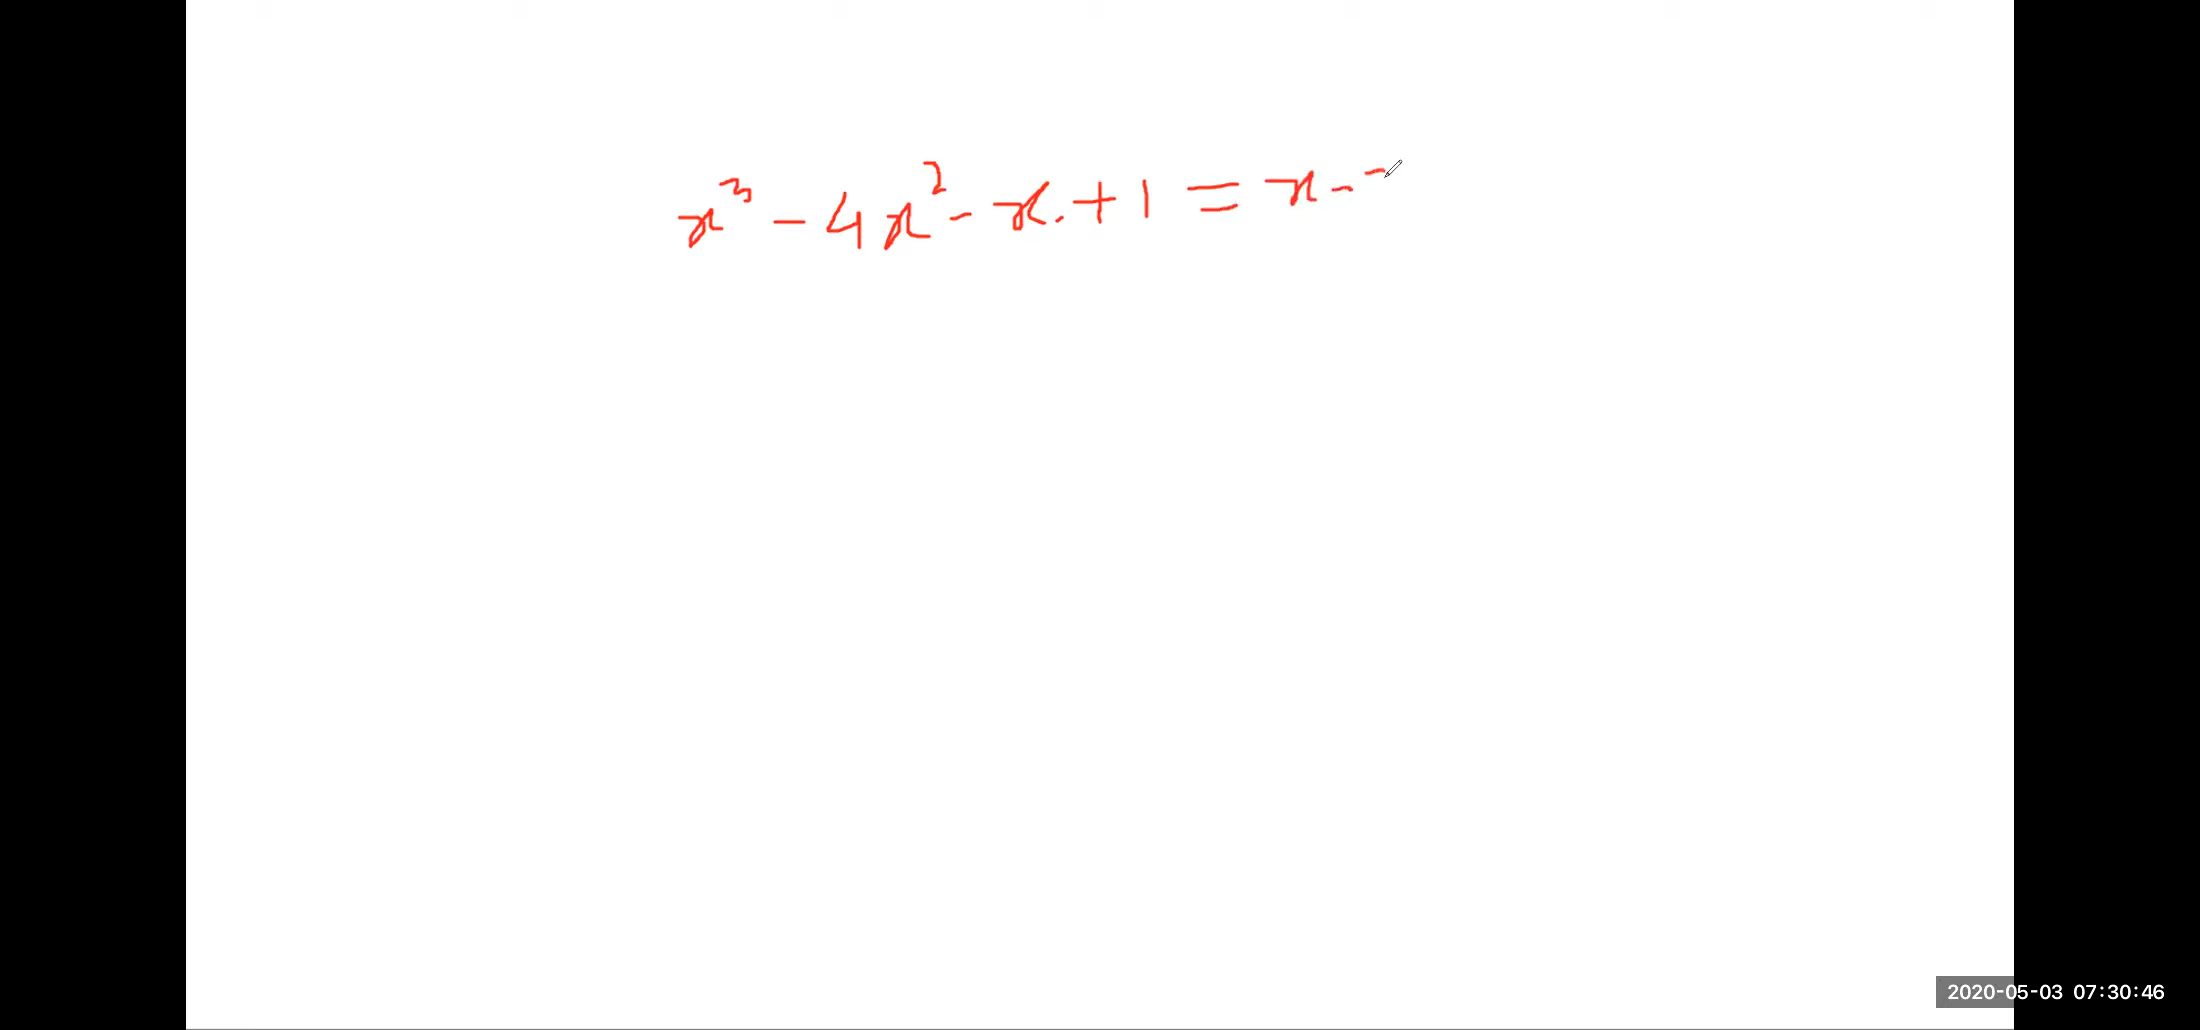 x³ - 4x² - x + 1 = x -
2020-05-03 07:30:46